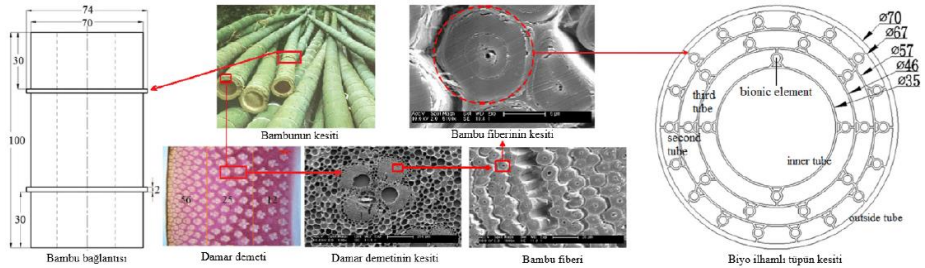 74
70
30
100
2
30
Bambu bağlantısı
Bambunun kesiti
Bambu fiberinin kesiti
Damar demeti
Damar demetinin kesiti
Bambu fiberi
ø70
ø67
ø57
ø46
ø35
bionic element
third
tube
second
tube
inner tube
outside tube
Biyo ilhamlı tüpün kesiti